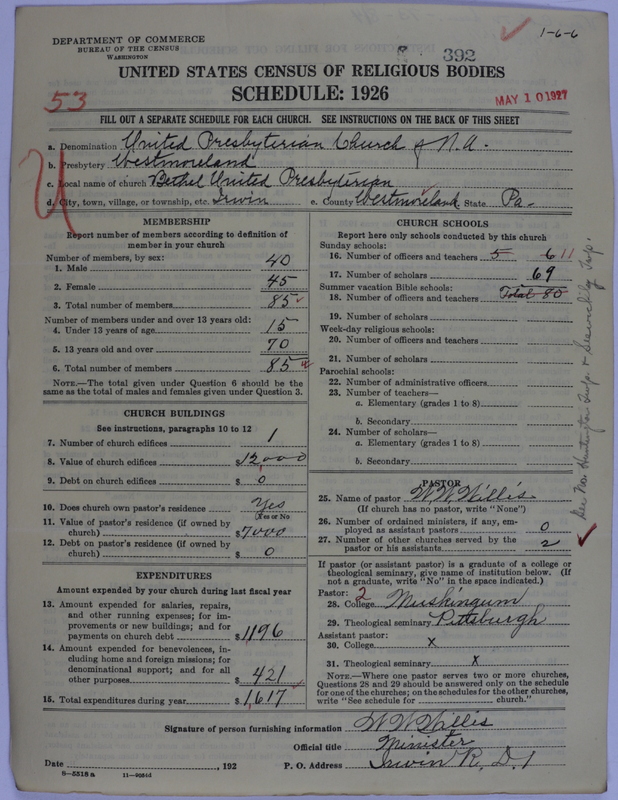 1-6-6
DEPARTMENT OF COMMERCE
BUREAU OF THE CENSUS
WASHINGTON
392
UNITED STATES CENSUS OF RELIGIOUS BODIES
SCHEDULE: 1926
53
MAY 10 1927
FILL OUT A SEPARATE SCHEDULE FOR EACH CHURCH. SEE INSTRUCTIONS ON THE BACK OF THIS SHEET
a. Denomination United Presbyterian Church of N.A.
b. Presbytery Westmoreland
c. Local name of church Bethel United Presbyterian
d. City, town, village, or township, etc. Irwin e. County Westmoreland State Pa-
MEMBERSHIP
Report number of members according to definition of
member in your church
Number of members, by sex:
1. Male 40
2. Female 45
3. Total number of members 85
Number of members under and over 13 years old:
4. Under 13 years of age 15
5. 13 years old and over 70
6. Total number of members 85
NOTE.—The total given under Question 6 should be the
same as the total of males and females given under Question 3.
CHURCH BUILDINGS
See instructions, paragraphs 10 to 12
7. Number of church edifices 1
8. Value of church edifices $12,000
9. Debt on church edifices $ 0
10. Does church own pastor's residence Yes
(Yes or No)
11. Value of pastor's residence (if owned by
church) $7000
12. Debt on pastor's residence (if owned by
church) $ 0
EXPENDITURES
Amount expended by your church during last fiscal year
13. Amount expended for salaries, repairs,
and other running expenses; for im-
provements or new buildings; and for
payments on church debt $1196
14. Amount expended for benevolences, in-
cluding home and foreign missions; for
denominational support; and for all
other purposes $ 421
15. Total expenditures during year $1,617
CHURCH SCHOOLS
Report here only schools conducted by this church
Sunday schools:
16. Number of officers and teachers 5 6 11
17. Number of scholars 69
Summer vacation Bible schools: Total 80
18. Number of officers and teachers
19. Number of scholars
Week-day religious schools:
20. Number of officers and teachers
21. Number of scholars
Parochial schools:
22. Number of administrative officers
23. Number of teachers—
a. Elementary (grades 1 to 8)
b. Secondary
24. Number of scholars—
a. Elementary (grades 1 to 8)
b. Secondary
PASTOR
25. Name of pastor W W Willis
(If church has no pastor, write "None")
26. Number of ordained ministers, if any, em-
ployed as assistant pastors 0
27. Number of other churches served by the
pastor or his assistants 2
If pastor (or assistant pastor) is a graduate of a college or
theological seminary, give name of institution below. (If
not a graduate, write "No" in the space indicated.)
Pastor: 2
28. College Muskingum
29. Theological seminary Pittsburgh
Assistant pastor:
30. College x
31. Theological seminary x
NOTE.—Where one pastor serves two or more churches,
Questions 28 and 29 should be answered only on the schedule
for one of the churches; on the schedules for the other churches,
write "See schedule for church."
Signature of person furnishing information W W Willis
Official title Minister
Date , 192 P. O. Address Irwin R. D. 1